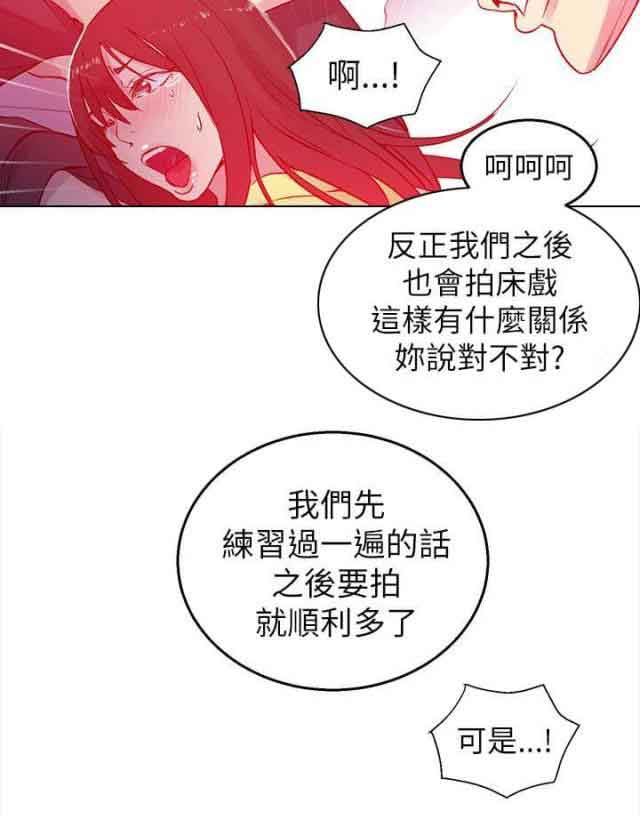 啊...!
呵呵呵
反正我們之後
也會拍床戲
這樣有什麼關係
妳說對不對?
我們先
練習過一遍的話
之後要拍
就順利多了
可是...!